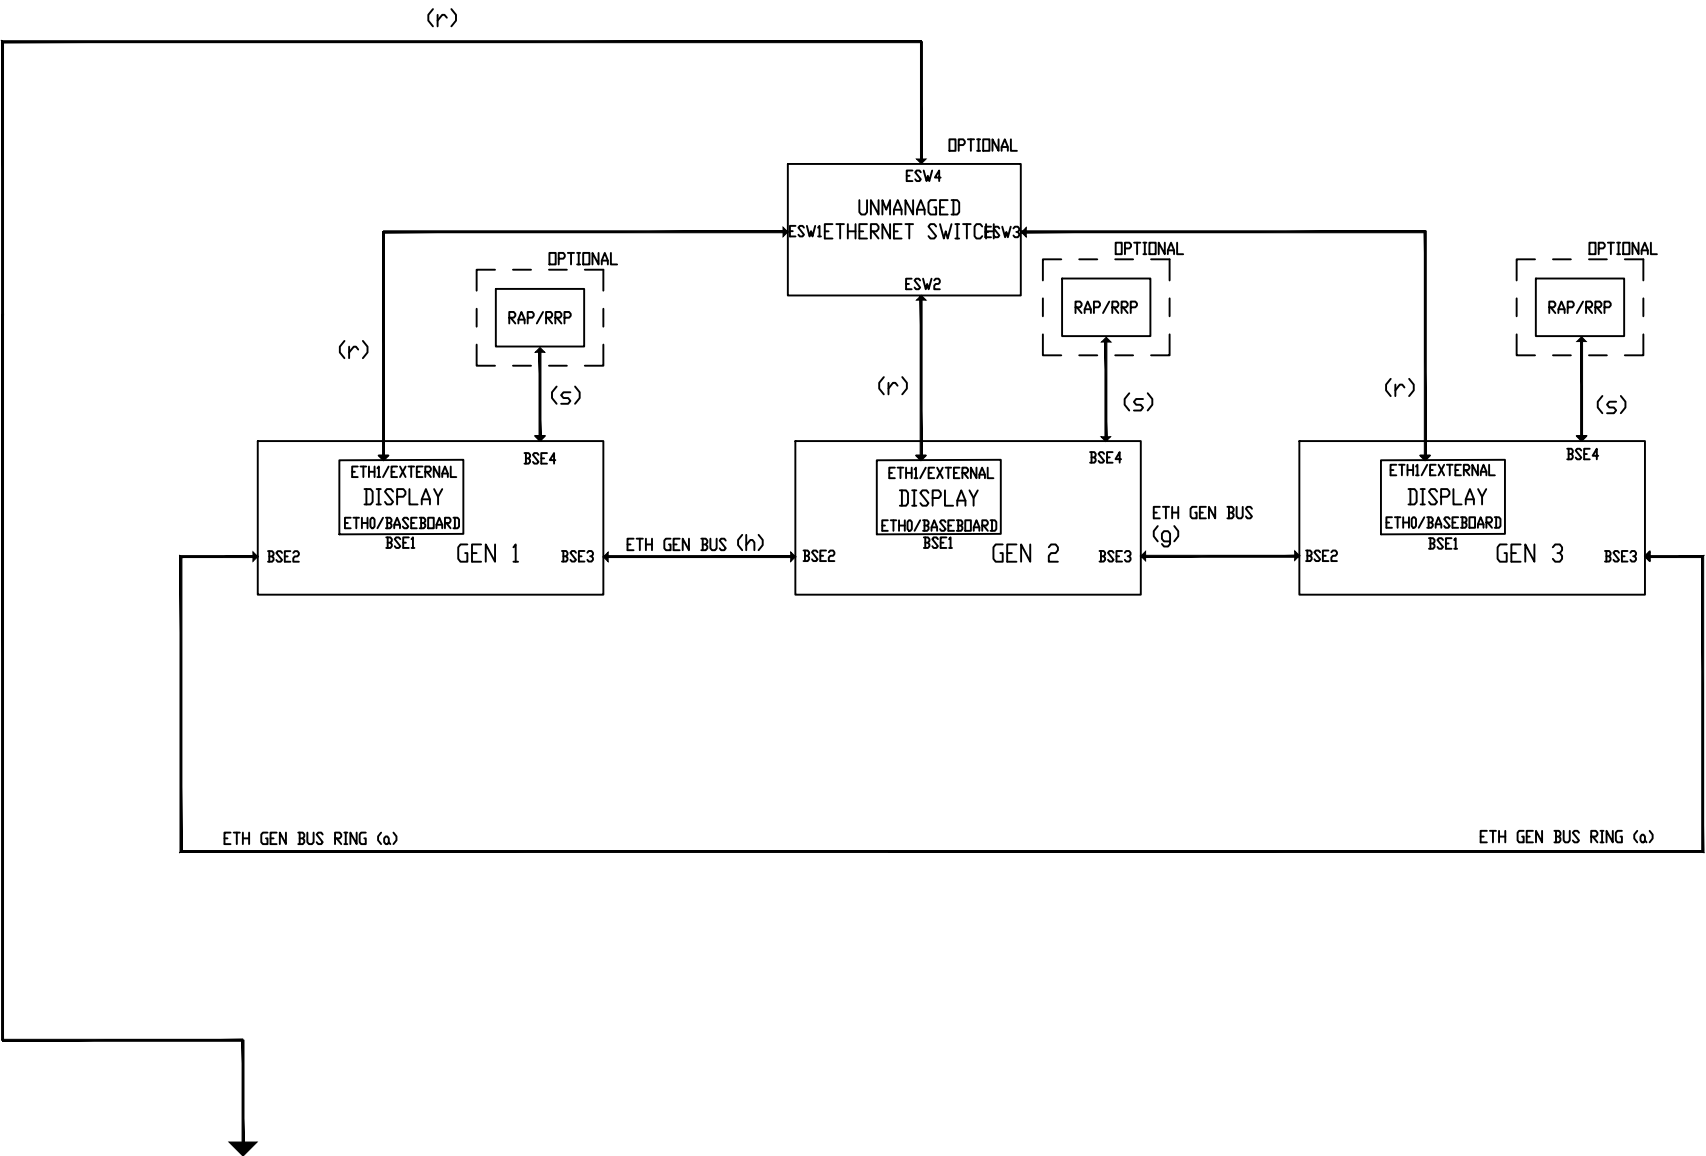 (r)
OPTIONAL
ESW4
UNMANAGED
ESW1 ETHERNET SWITCH ESW3
ESW2
OPTIONAL
RAP/RRP
OPTIONAL
RAP/RRP
OPTIONAL
RAP/RRP
(r)
(s)
(r)
(s)
(r)
(s)
BSE4
ETH1/EXTERNAL
DISPLAY
ETH0/BASEBOARD
BSE1
BSE2
GEN 1
BSE3
ETH GEN BUS (h)
BSE4
ETH1/EXTERNAL
DISPLAY
ETH0/BASEBOARD
BSE1
BSE2
GEN 2
BSE3
ETH GEN BUS
(g)
BSE4
ETH1/EXTERNAL
DISPLAY
ETH0/BASEBOARD
BSE1
BSE2
GEN 3
BSE3
ETH GEN BUS RING (a)
ETH GEN BUS RING (a)